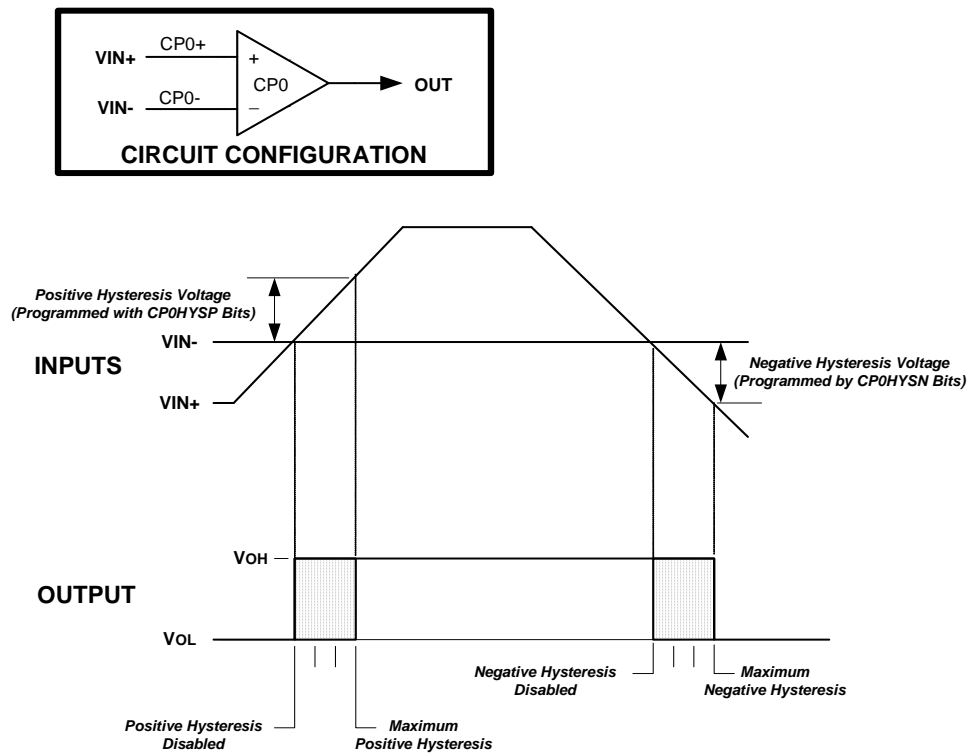 VIN+
CP0+
+
CP0
OUT
VIN-
CP0-
_
CIRCUIT CONFIGURATION
Positive Hysteresis Voltage
(Programmed with CP0HYSP Bits)
VIN-
INPUTS
Negative Hysteresis Voltage
(Programmed by CP0HYSN Bits)
VIN+
VOH
OUTPUT
VOL
Negative Hysteresis
Disabled
Maximum
Negative Hysteresis
Positive Hysteresis
Disabled
Maximum
Positive Hysteresis